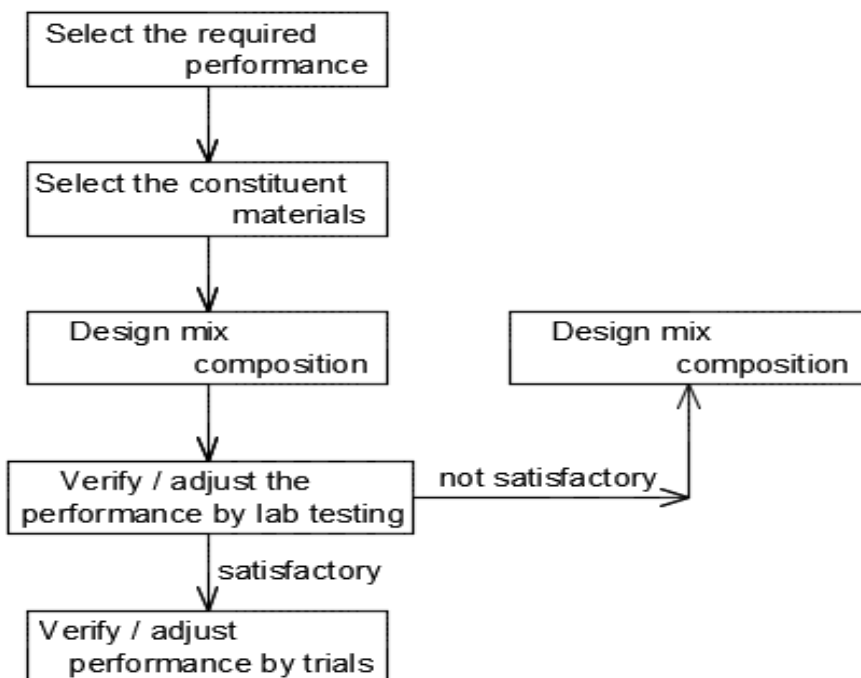 Select the required
performance
Select the constituent
materials
Design mix
composition
Design mix
composition
Verify / adjust the
performance by lab testing
not satisfactory
satisfactory
Verify / adjust
performance by trials